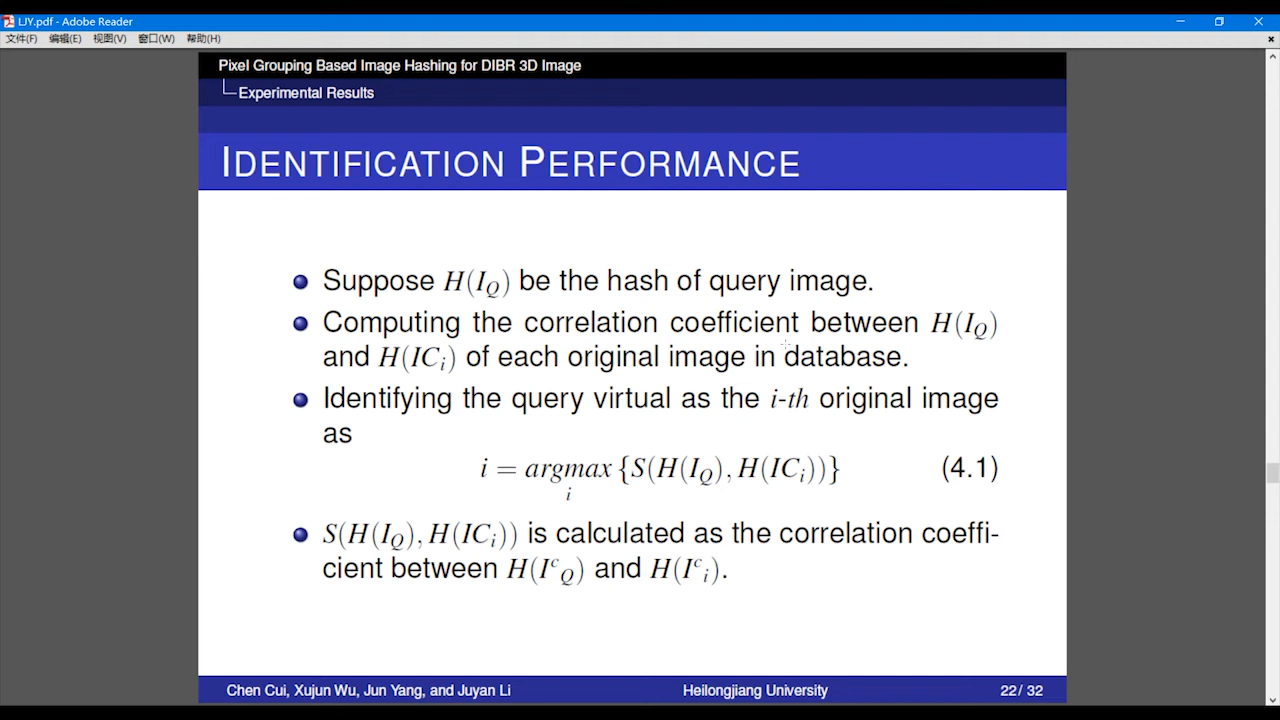 LJY.pdf - Adobe Reader
文件(F) 编辑(E) 视图(V) 窗口(W) 帮助(H)
Pixel Grouping Based Image Hashing for DIBR 3D Image
Experimental Results
IDENTIFICATION PERFORMANCE
Suppose H(I_Q) be the hash of query image.
Computing the correlation coefficient between H(I_Q)
and H(IC_i) of each original image in database.
Identifying the query virtual as the i-th original image
as
i = argmax {S(H(I_Q), H(IC_i))} (4.1)
i
S(H(I_Q), H(IC_i)) is calculated as the correlation coeffi-
cient between H(I^c_Q) and H(I^c_i).
Chen Cui, Xujun Wu, Jun Yang, and Juyan Li Heilongjiang University 22/ 32